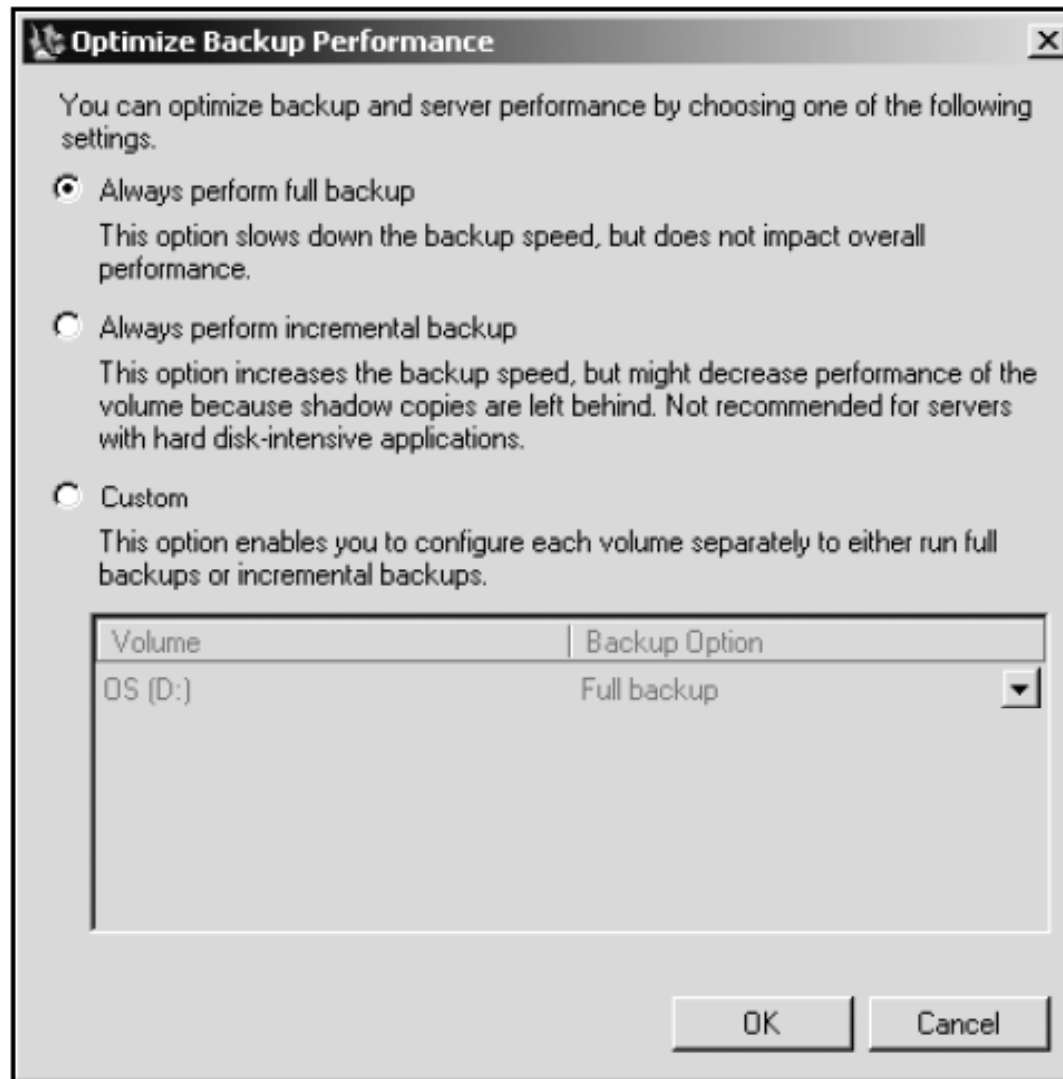 Optimize Backup Performance
You can optimize backup and server performance by choosing one of the following
settings.
Always perform full backup
This option slows down the backup speed, but does not impact overall
performance.
Always perform incremental backup
This option increases the backup speed, but might decrease performance of the
volume because shadow copies are left behind. Not recommended for servers
with hard disk-intensive applications.
Custom
This option enables you to configure each volume separately to either run full
backups or incremental backups.
Volume Backup Option
OS (D:) Full backup
OK Cancel